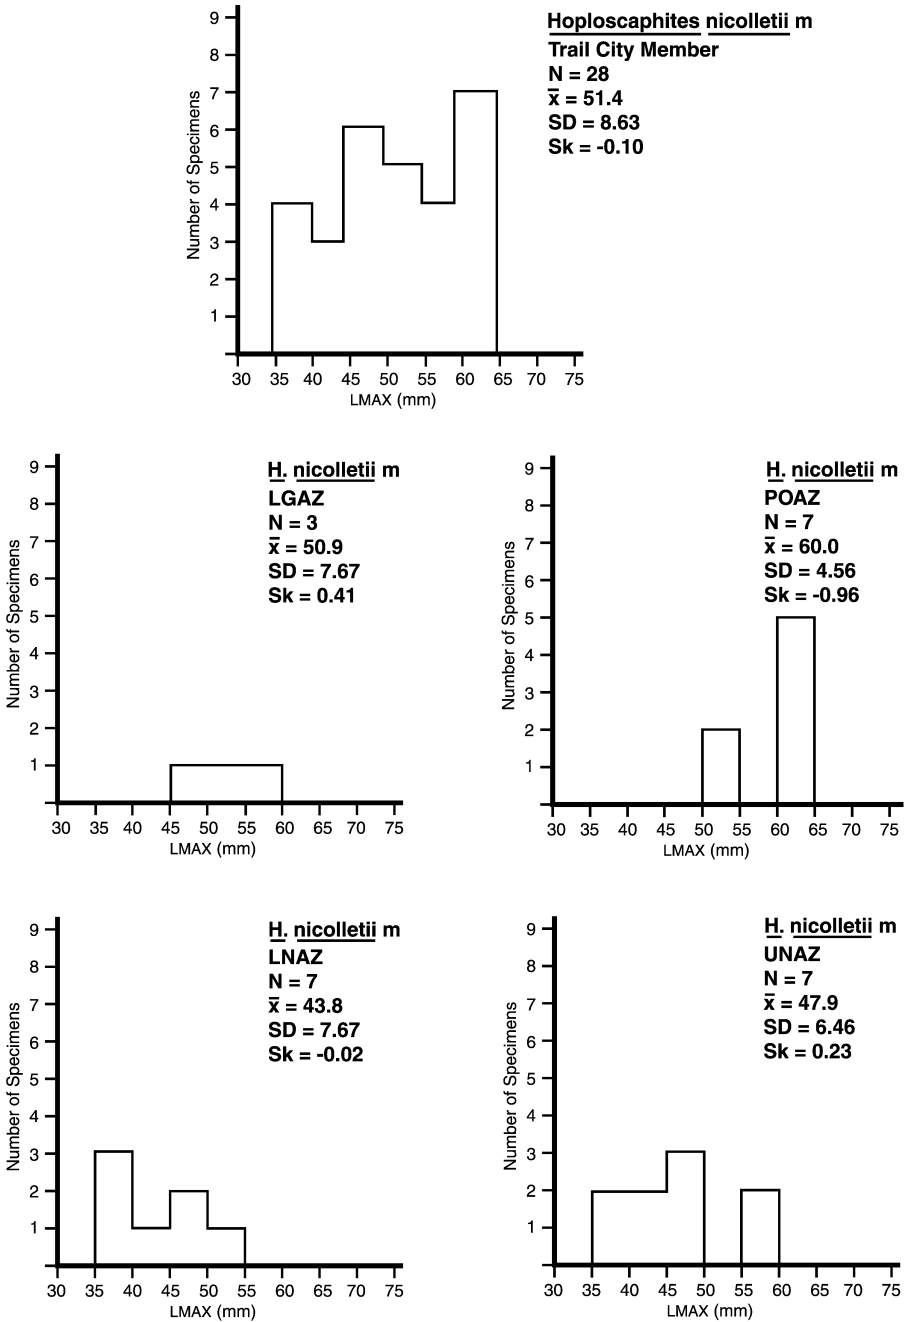 Hoploscaphites nicolletii m
Trail City Member
N = 28
x̄ = 51.4
SD = 8.63
Sk = -0.10
Number of Specimens
9
8
7
6
5
4
3
2
1
30 35 40 45 50 55 60 65 70 75
LMAX (mm)
H. nicolletii m
LGAZ
N = 3
x̄ = 50.9
SD = 7.67
Sk = 0.41
Number of Specimens
9
8
7
6
5
4
3
2
1
30 35 40 45 50 55 60 65 70 75
LMAX (mm)
H. nicolletii m
POAZ
N = 7
x̄ = 60.0
SD = 4.56
Sk = -0.96
Number of Specimens
9
8
7
6
5
4
3
2
1
30 35 40 45 50 55 60 65 70 75
LMAX (mm)
H. nicolletii m
LNAZ
N = 7
x̄ = 43.8
SD = 7.67
Sk = -0.02
Number of Specimens
9
8
7
6
5
4
3
2
1
30 35 40 45 50 55 60 65 70 75
LMAX (mm)
H. nicolletii m
UNAZ
N = 7
x̄ = 47.9
SD = 6.46
Sk = 0.23
Number of Specimens
9
8
7
6
5
4
3
2
1
30 35 40 45 50 55 60 65 70 75
LMAX (mm)